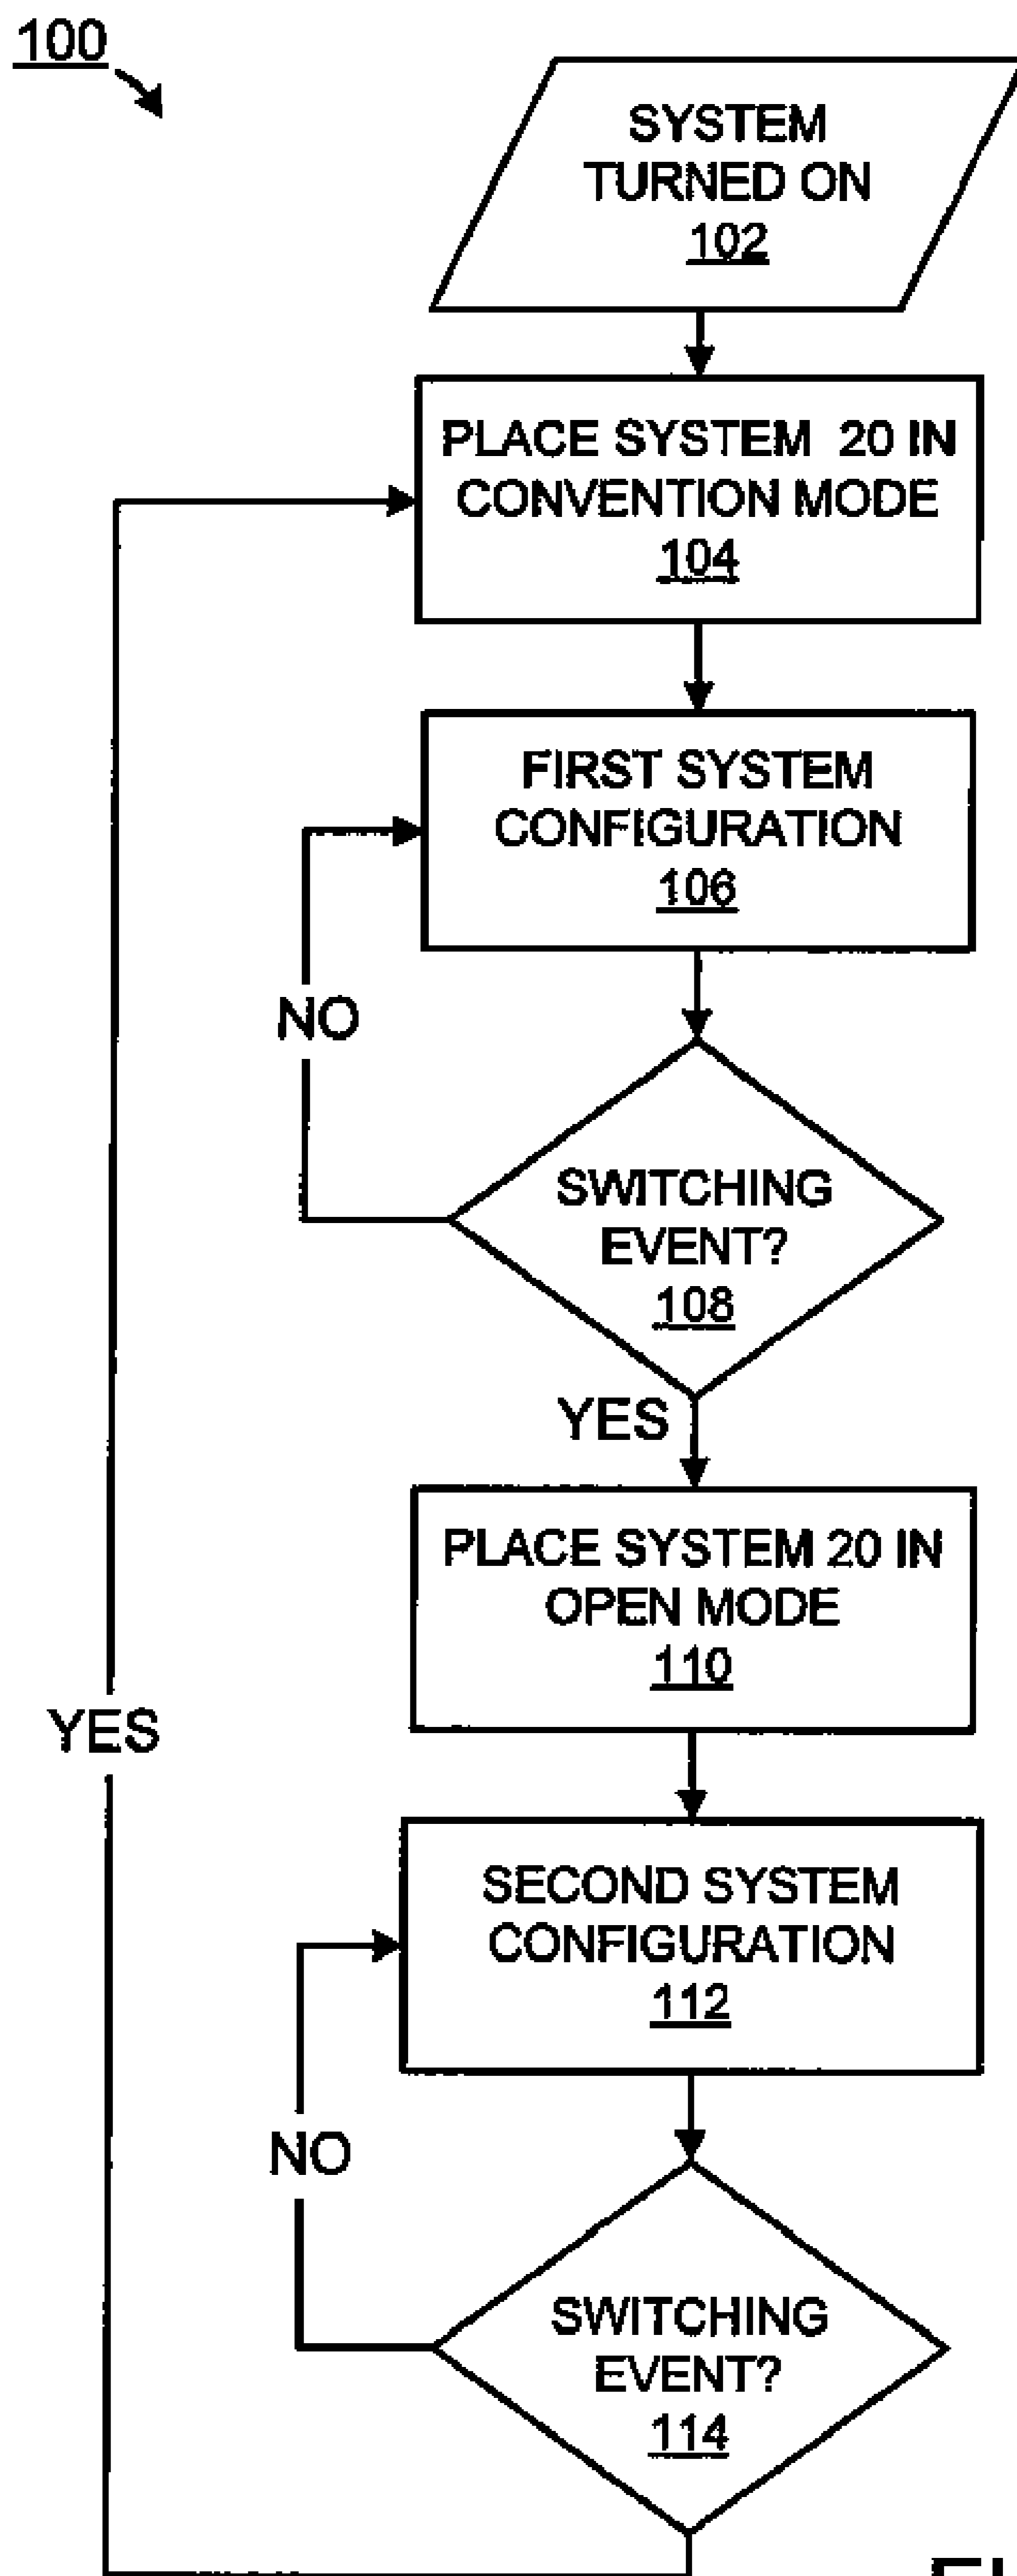 100
SYSTEM
TURNED ON
102
PLACE SYSTEM 20 IN
CONVENTION MODE
104
FIRST SYSTEM
CONFIGURATION
106
NO
SWITCHING
EVENT?
108
YES
PLACE SYSTEM 20 IN
OPEN MODE
110
YES
SECOND SYSTEM
CONFIGURATION
112
NO
SWITCHING
EVENT?
114